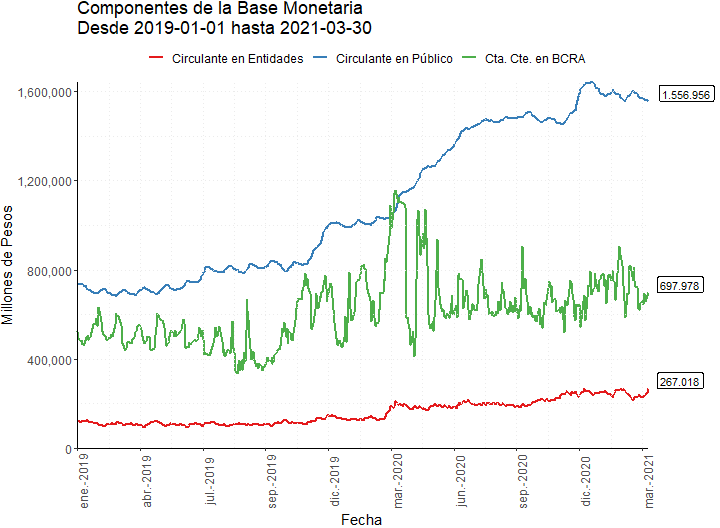 Componentes de la Base Monetaria
Desde 2019-01-01 hasta 2021-03-30
Circulante en Entidades
Circulante en Público
Cta. Cte. en BCRA
Millones de Pesos
1,600,000
1,200,000
800,000
400,000
0
1.556.956
697.978
267.018
ene.-2019
abr.-2019
jul.-2019
sep.-2019
dic.-2019
mar.-2020
jun.-2020
sep.-2020
dic.-2020
mar.-2021
Fecha